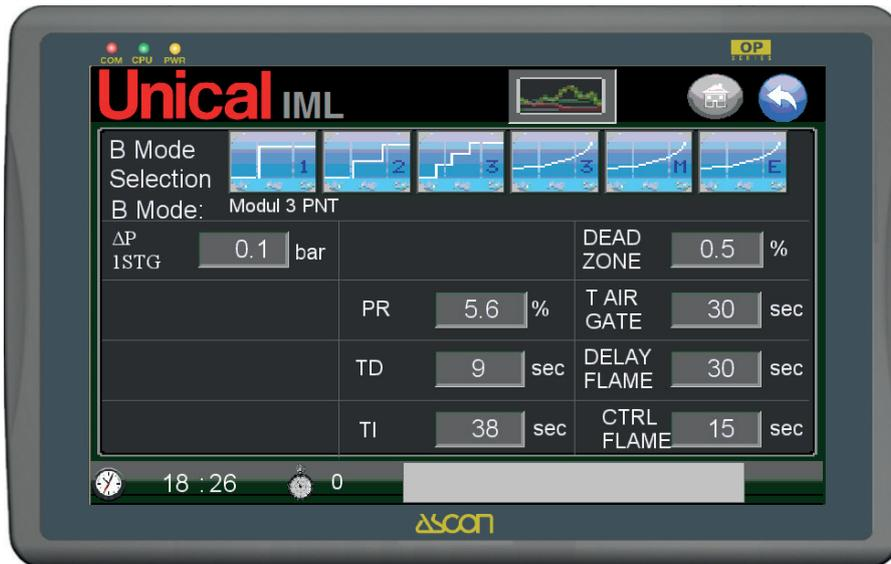 OP
SERIES
COM CPU PWR
Unical IML
B Mode
Selection
1 2 3 3 M E
B Mode: Modul 3 PNT
ΔP
1STG 0.1 bar
DEAD
ZONE 0.5 %
PR 5.6 %
T AIR
GATE 30 sec
TD 9 sec
DELAY
FLAME 30 sec
TI 38 sec
CTRL
FLAME 15 sec
18 : 26 0
ASCON